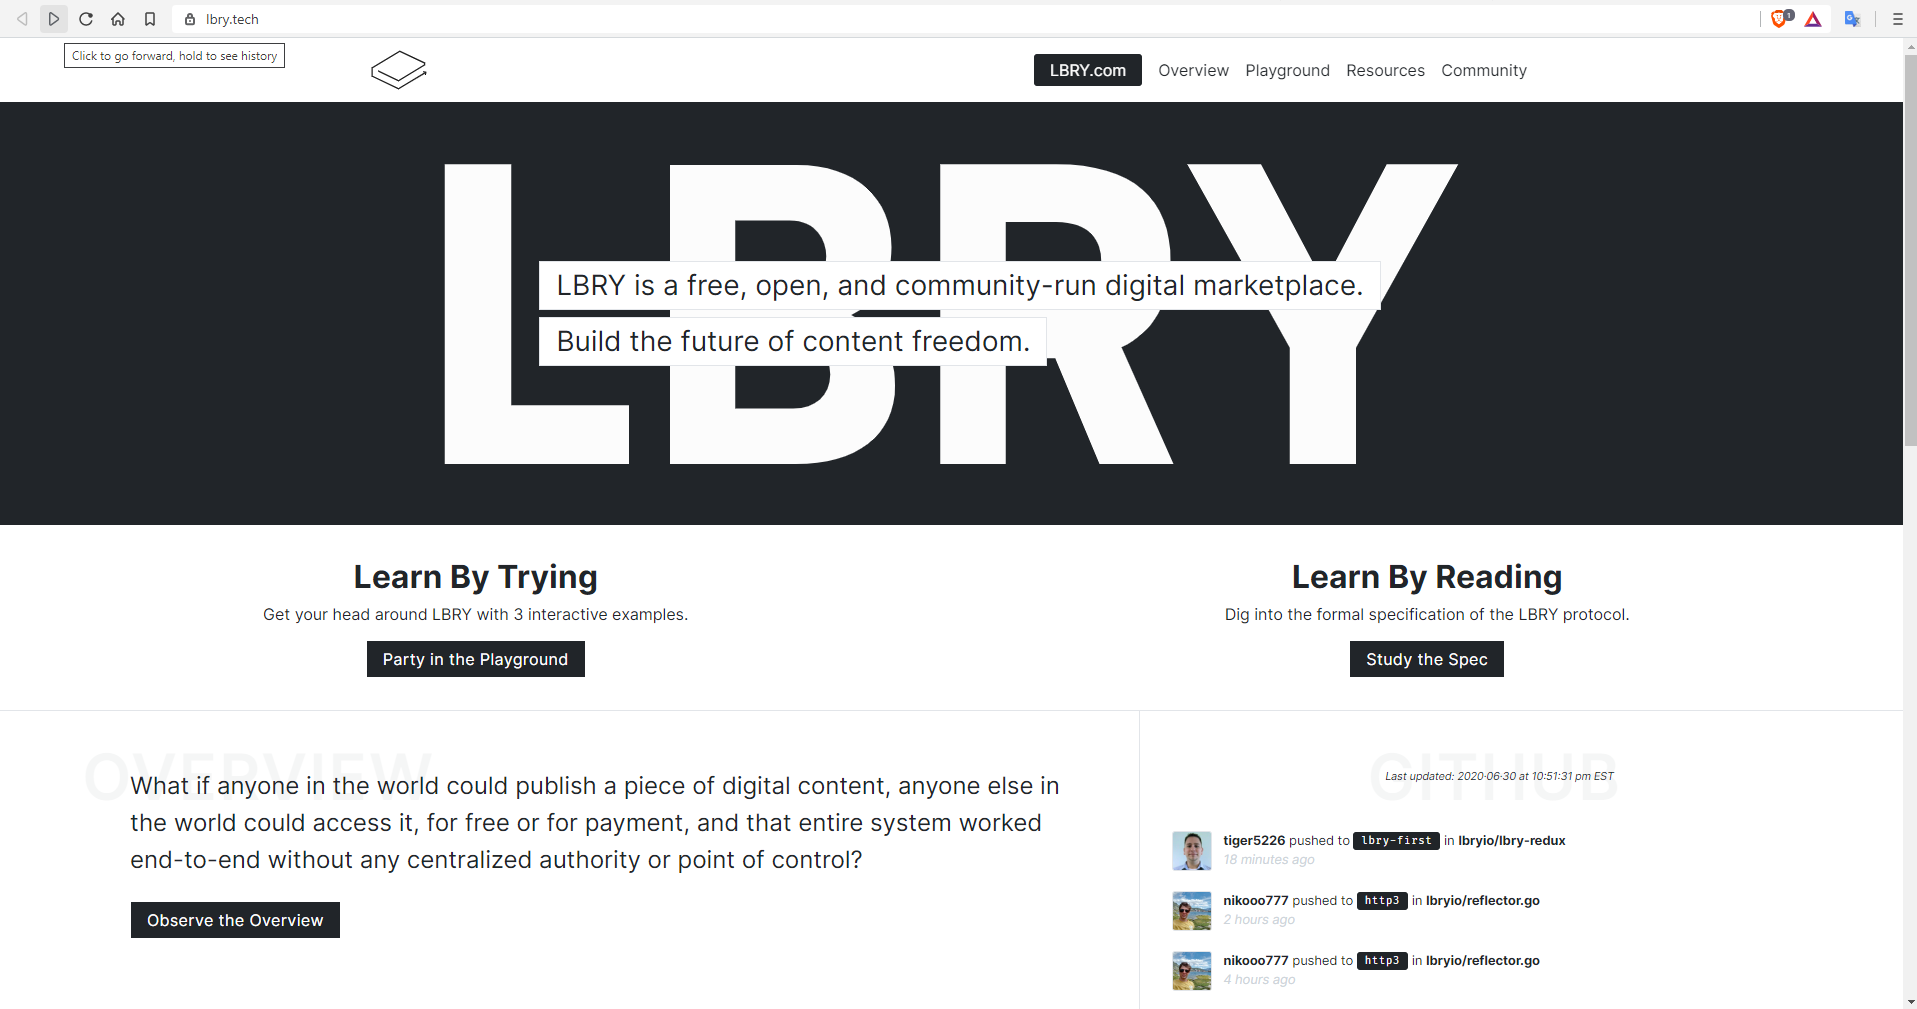 lbry.tech
1
Click to go forward, hold to see history
LBRY.com Overview Playground Resources Community
LBRY
LBRY is a free, open, and community-run digital marketplace.
Build the future of content freedom.
Learn By Trying
Get your head around LBRY with 3 interactive examples.
Party in the Playground
Learn By Reading
Dig into the formal specification of the LBRY protocol.
Study the Spec
OVERVIEW
What if anyone in the world could publish a piece of digital content, anyone else in
the world could access it, for free or for payment, and that entire system worked
end-to-end without any centralized authority or point of control?
Observe the Overview
GITHUB
Last updated: 2020-06-30 at 10:51:31 pm EST
tiger5226 pushed to lbry-first in lbryio/lbry-redux
18 minutes ago
nikooo777 pushed to http3 in lbryio/reflector.go
2 hours ago
nikooo777 pushed to http3 in lbryio/reflector.go
4 hours ago